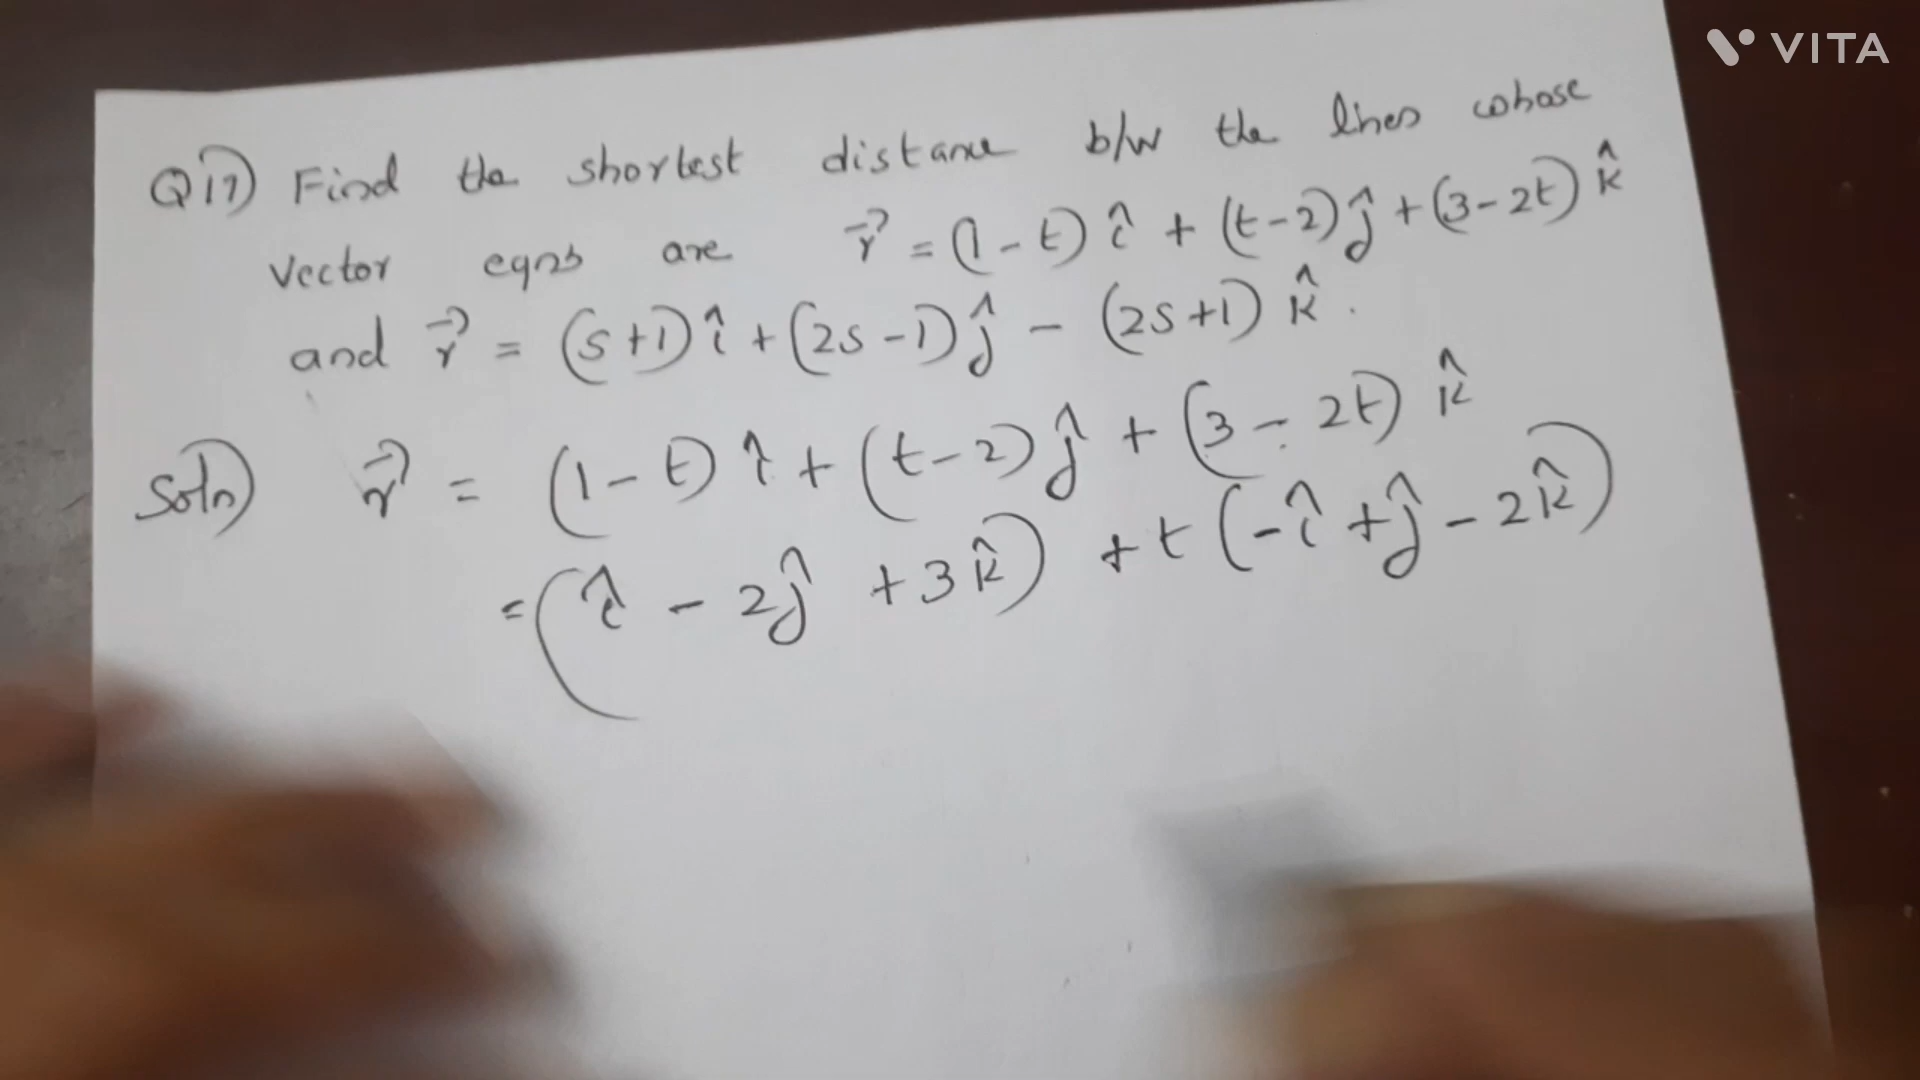 VITA
Q17) Find the shortest distance b/w the lines whose
vector eqns are r⃗ = (1-t) î + (t-2) ĵ + (3-2t) k̂
and r⃗ = (s+1) î + (2s-1) ĵ - (2s+1) k̂.
Soln) r⃗ = (1-t) î + (t-2) ĵ + (3-2t) k̂
= (î - 2ĵ + 3k̂) + t (-î + ĵ - 2k̂)